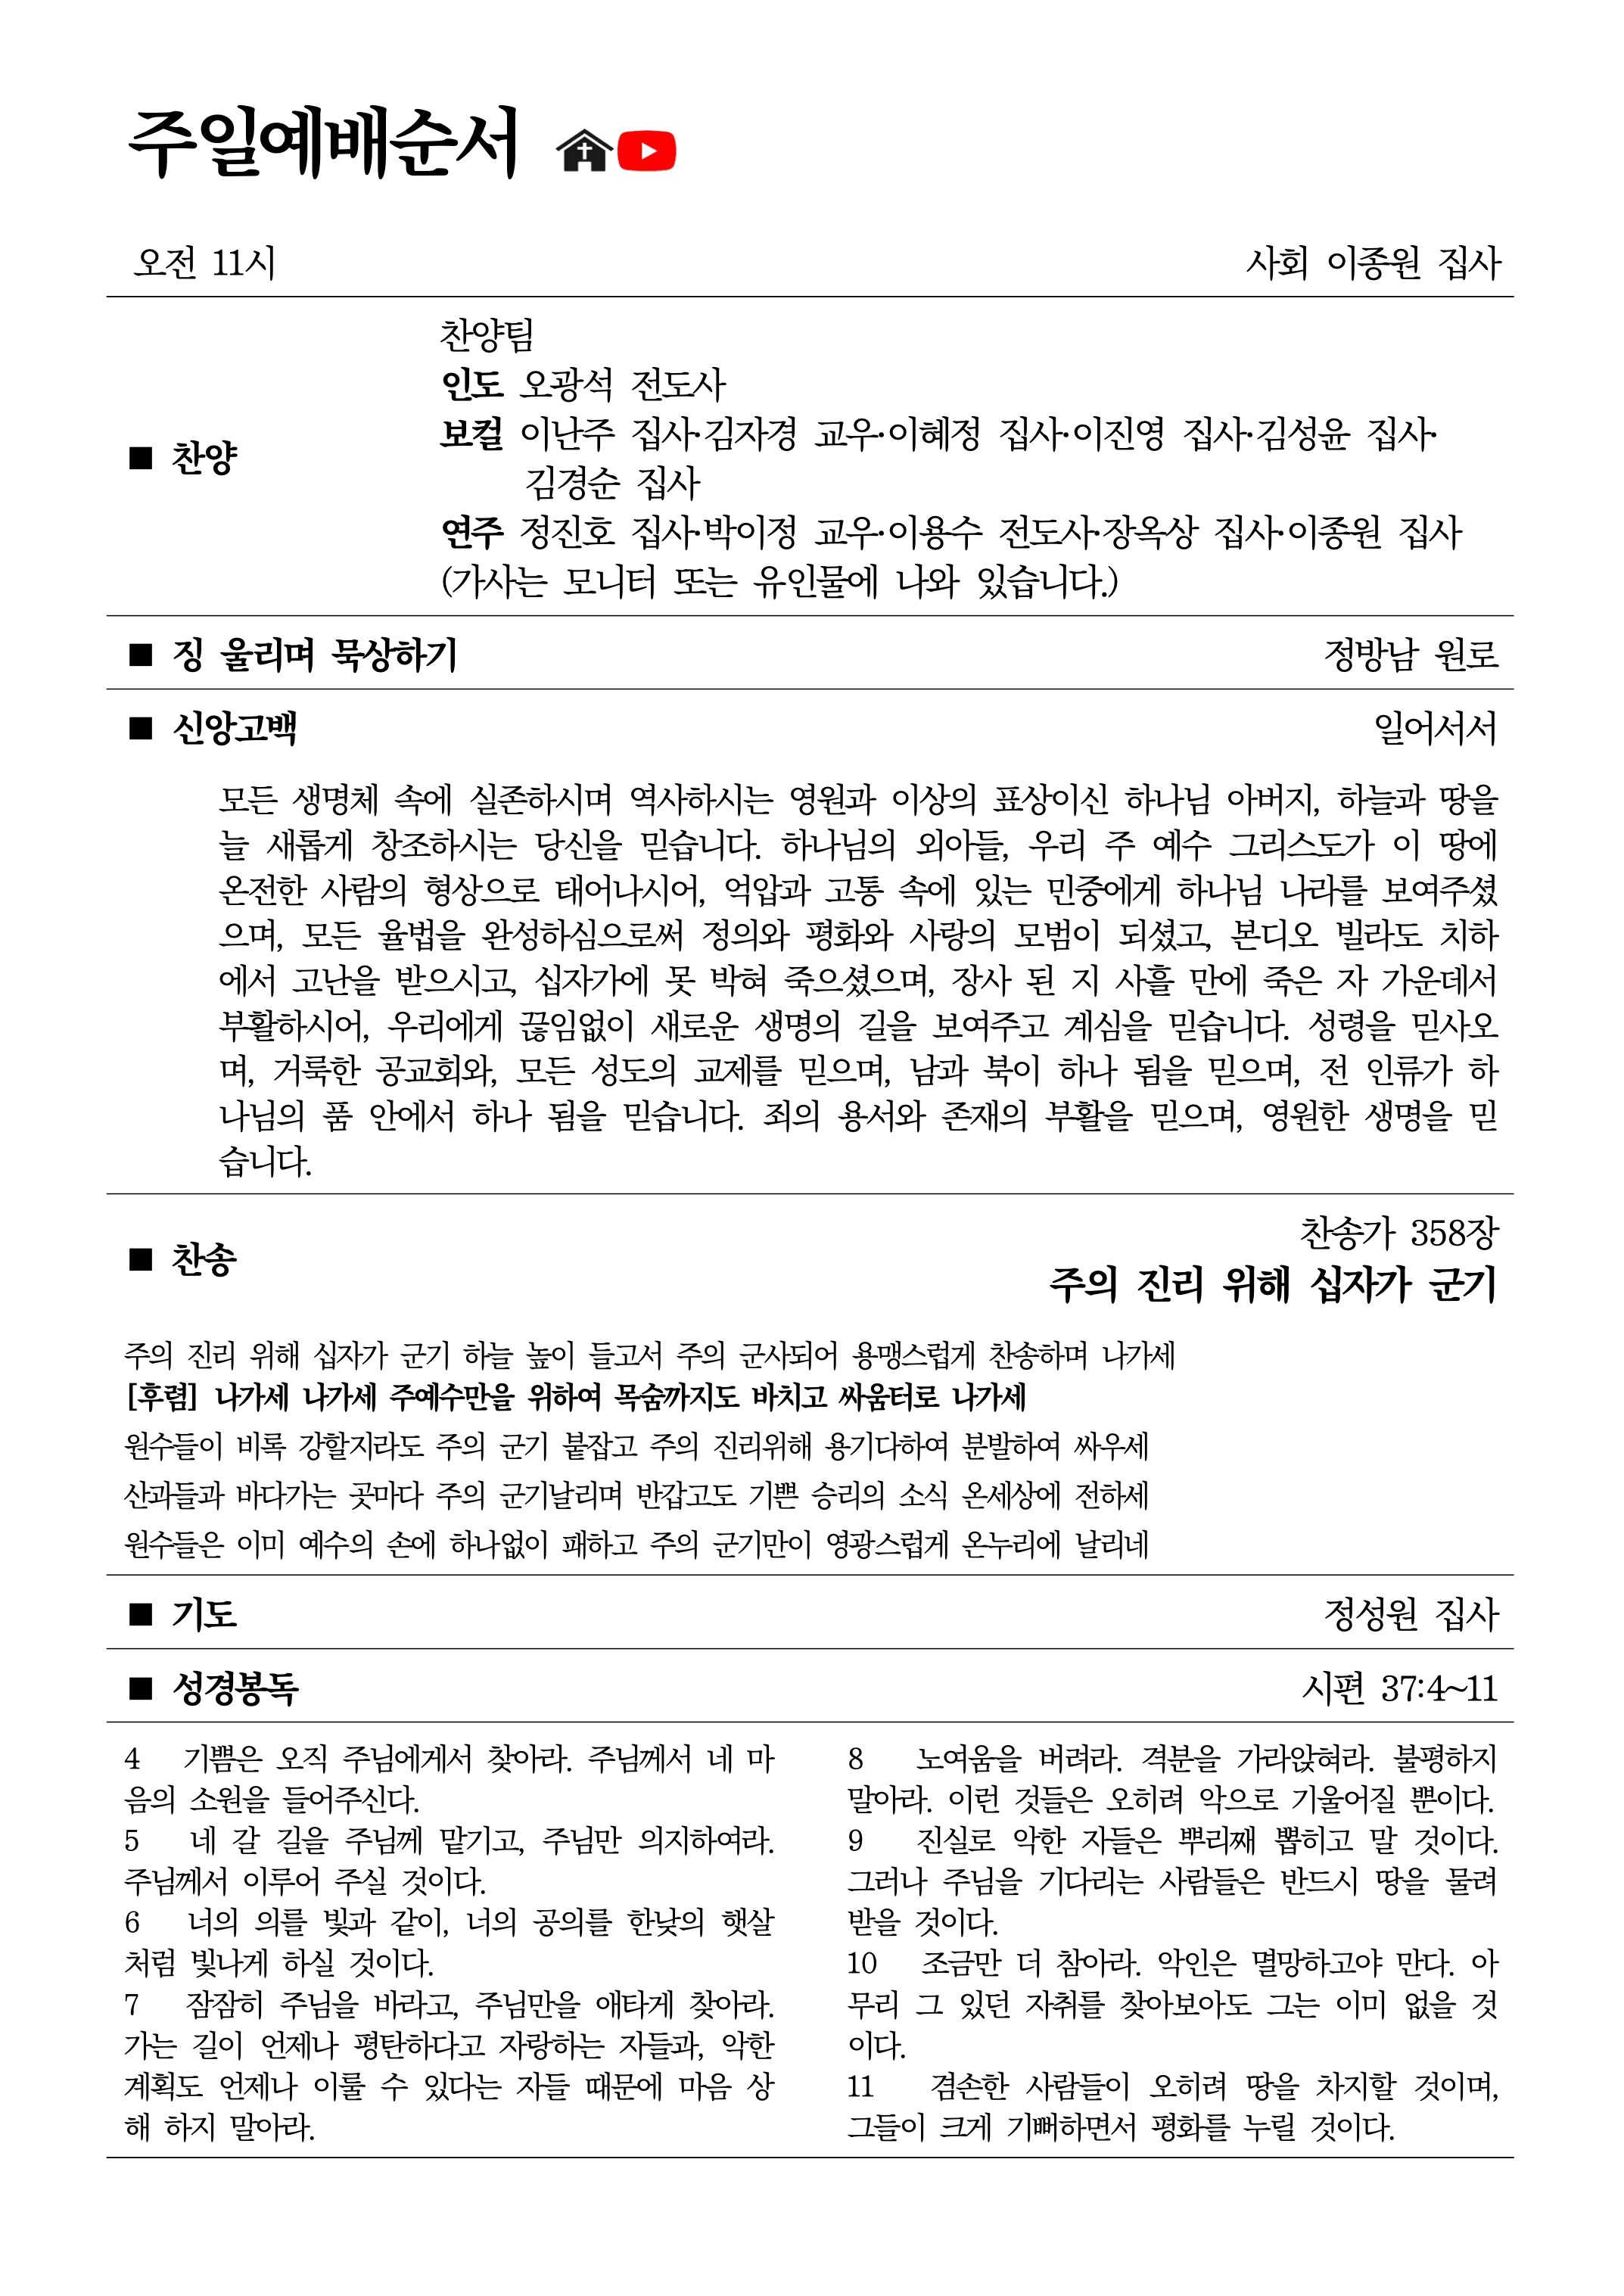 주일예배순서
오전 11시 사회 이종원 집사
찬양팀
인도 오광석 전도사
보컬 이난주 집사·김자경 교우·이혜정 집사·이진영 집사·김성윤 집사·
■ 찬양
김경순 집사
연주 정진호 집사·박이정 교우·이용수 전도사·장옥상 집사·이종원 집사
(가사는 모니터 또는 유인물에 나와 있습니다.)
■ 징 울리며 묵상하기 정방남 원로
■ 신앙고백 일어서서
모든 생명체 속에 실존하시며 역사하시는 영원과 이상의 표상이신 하나님 아버지, 하늘과 땅을
늘 새롭게 창조하시는 당신을 믿습니다. 하나님의 외아들, 우리 주 예수 그리스도가 이 땅에
온전한 사람의 형상으로 태어나시어, 억압과 고통 속에 있는 민중에게 하나님 나라를 보여주셨
으며, 모든 율법을 완성하심으로써 정의와 평화와 사랑의 모범이 되셨고, 본디오 빌라도 치하
에서 고난을 받으시고, 십자가에 못 박혀 죽으셨으며, 장사 된 지 사흘 만에 죽은 자 가운데서
부활하시어, 우리에게 끊임없이 새로운 생명의 길을 보여주고 계심을 믿습니다. 성령을 믿사오
며, 거룩한 공교회와, 모든 성도의 교제를 믿으며, 남과 북이 하나 됨을 믿으며, 전 인류가 하
나님의 품 안에서 하나 됨을 믿습니다. 죄의 용서와 존재의 부활을 믿으며, 영원한 생명을 믿
습니다.
찬송가 358장
■ 찬송
주의 진리 위해 십자가 군기
주의 진리 위해 십자가 군기 하늘 높이 들고서 주의 군사되어 용맹스럽게 찬송하며 나가세
[후렴] 나가세 나가세 주예수만을 위하여 목숨까지도 바치고 싸움터로 나가세
원수들이 비록 강할지라도 주의 군기 붙잡고 주의 진리위해 용기다하여 분발하여 싸우세
산과들과 바다가는 곳마다 주의 군기날리며 반갑고도 기쁜 승리의 소식 온세상에 전하세
원수들은 이미 예수의 손에 하나없이 패하고 주의 군기만이 영광스럽게 온누리에 날리네
■ 기도 정성원 집사
■ 성경봉독 시편 37:4~11
4 기쁨은 오직 주님에게서 찾아라. 주님께서 네 마
음의 소원을 들어주신다.
5 네 갈 길을 주님께 맡기고, 주님만 의지하여라.
주님께서 이루어 주실 것이다.
6 너의 의를 빛과 같이, 너의 공의를 한낮의 햇살
처럼 빛나게 하실 것이다.
7 잠잠히 주님을 바라고, 주님만을 애타게 찾아라.
가는 길이 언제나 평탄하다고 자랑하는 자들과, 악한
계획도 언제나 이룰 수 있다는 자들 때문에 마음 상
해 하지 말아라.
8 노여움을 버려라. 격분을 가라앉혀라. 불평하지
말아라. 이런 것들은 오히려 악으로 기울어질 뿐이다.
9 진실로 악한 자들은 뿌리째 뽑히고 말 것이다.
그러나 주님을 기다리는 사람들은 반드시 땅을 물려
받을 것이다.
10 조금만 더 참아라. 악인은 멸망하고야 만다. 아
무리 그 있던 자취를 찾아보아도 그는 이미 없을 것
이다.
11 겸손한 사람들이 오히려 땅을 차지할 것이며,
그들이 크게 기뻐하면서 평화를 누릴 것이다.